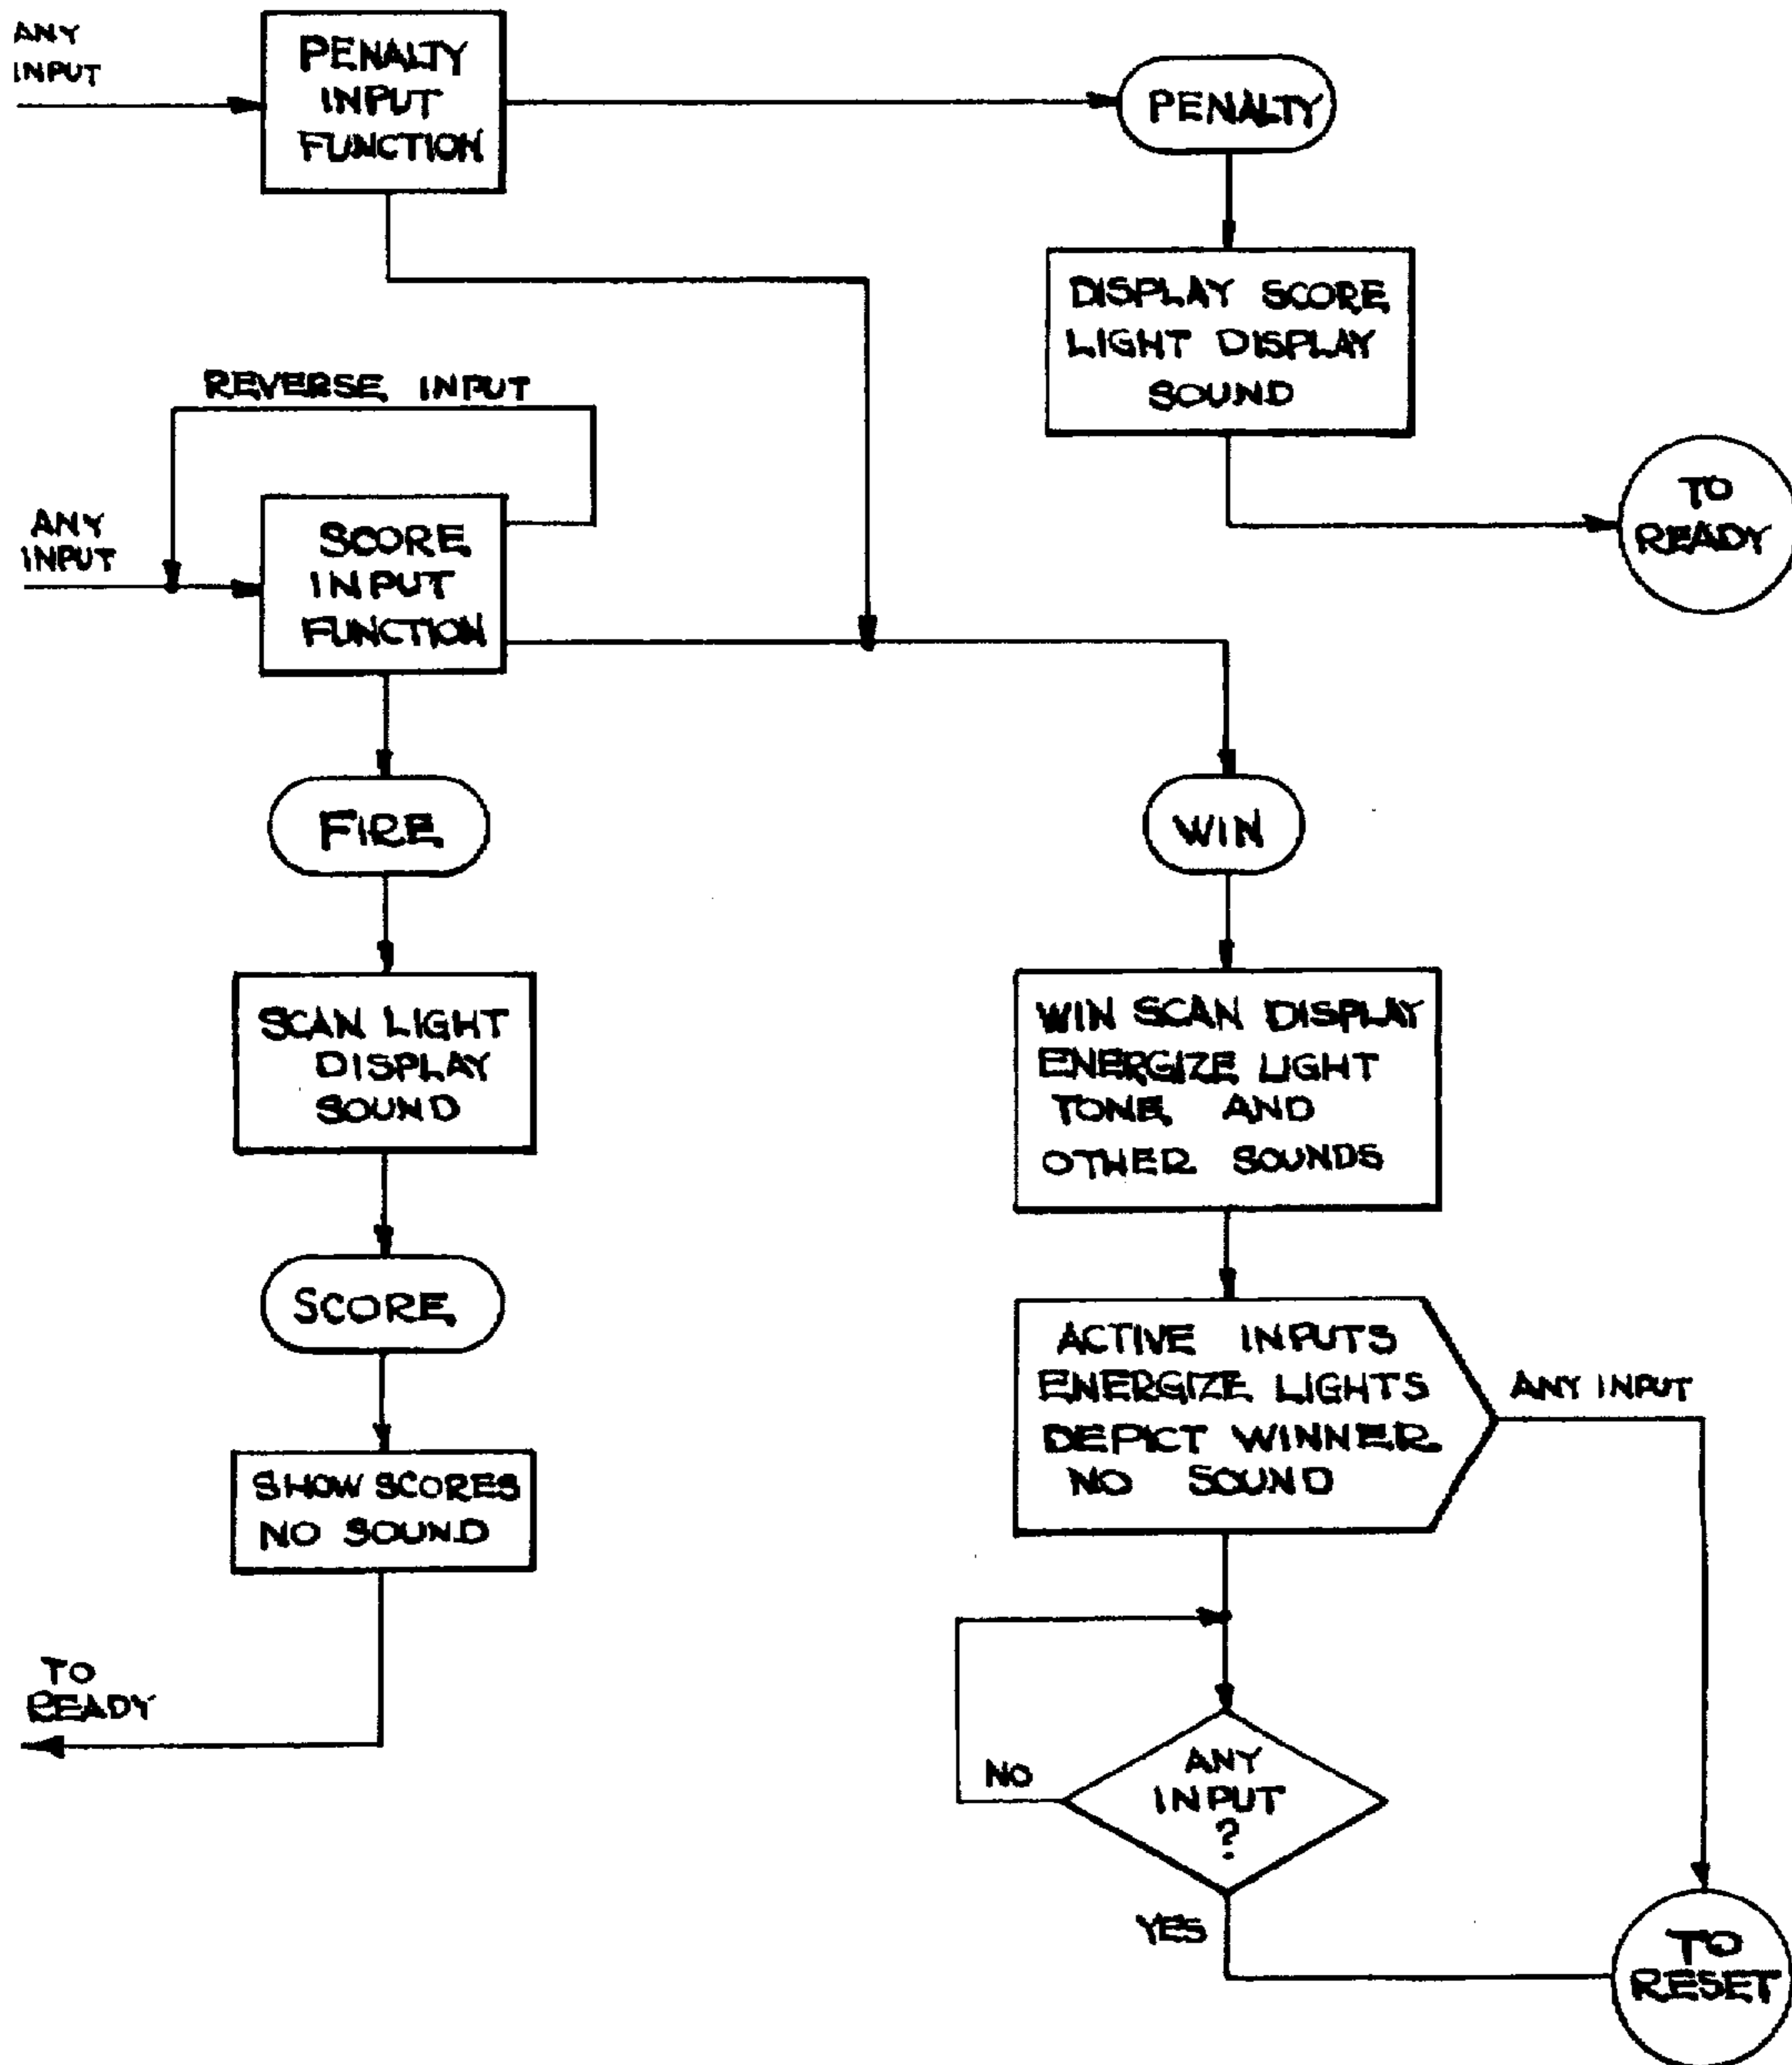 ANY
INPUT
PENALTY
INPUT
FUNCTION
PENALTY
DISPLAY SCORE
LIGHT DISPLAY
SOUND
TO
READY
REVERSE INPUT
ANY
INPUT
SCORE
INPUT
FUNCTION
FIRE
WIN
SCAN LIGHT
DISPLAY
SOUND
WIN SCAN DISPLAY
ENERGIZE LIGHT
TONE AND
OTHER SOUNDS
SCORE
ACTIVE INPUTS
ENERGIZE LIGHTS
DEPICT WINNER
NO SOUND
ANY INPUT
SHOW SCORES
NO SOUND
TO
READY
NO
ANY
INPUT
?
YES
TO
RESET